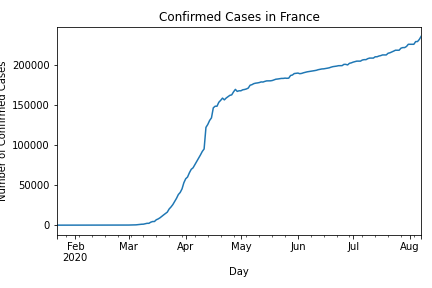 Confirmed Cases in France
Number of Confirmed Cases
200000
150000
100000
50000
0
Feb
2020
Mar
Apr
May
Jun
Jul
Aug
Day